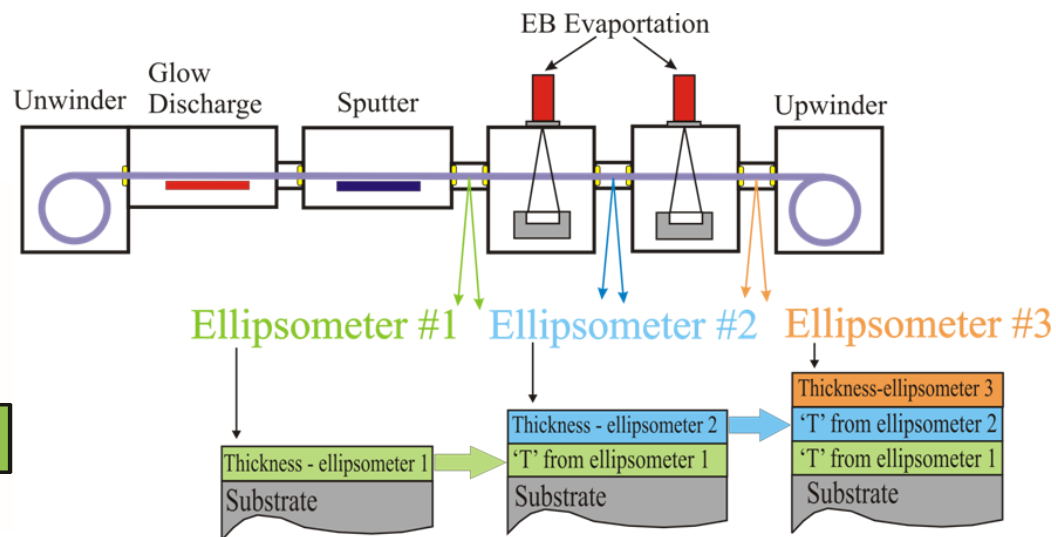 EB Evaportation
Glow
Discharge
Unwinder
Sputter
Upwinder
Ellipsometer #1
Ellipsometer #2
Ellipsometer #3
Thickness - ellipsometer 1
Substrate
Thickness - ellipsometer 2
‘T’ from ellipsometer 1
Substrate
Thickness-ellipsometer 3
‘T’ from ellipsometer 2
‘T’ from ellipsometer 1
Substrate